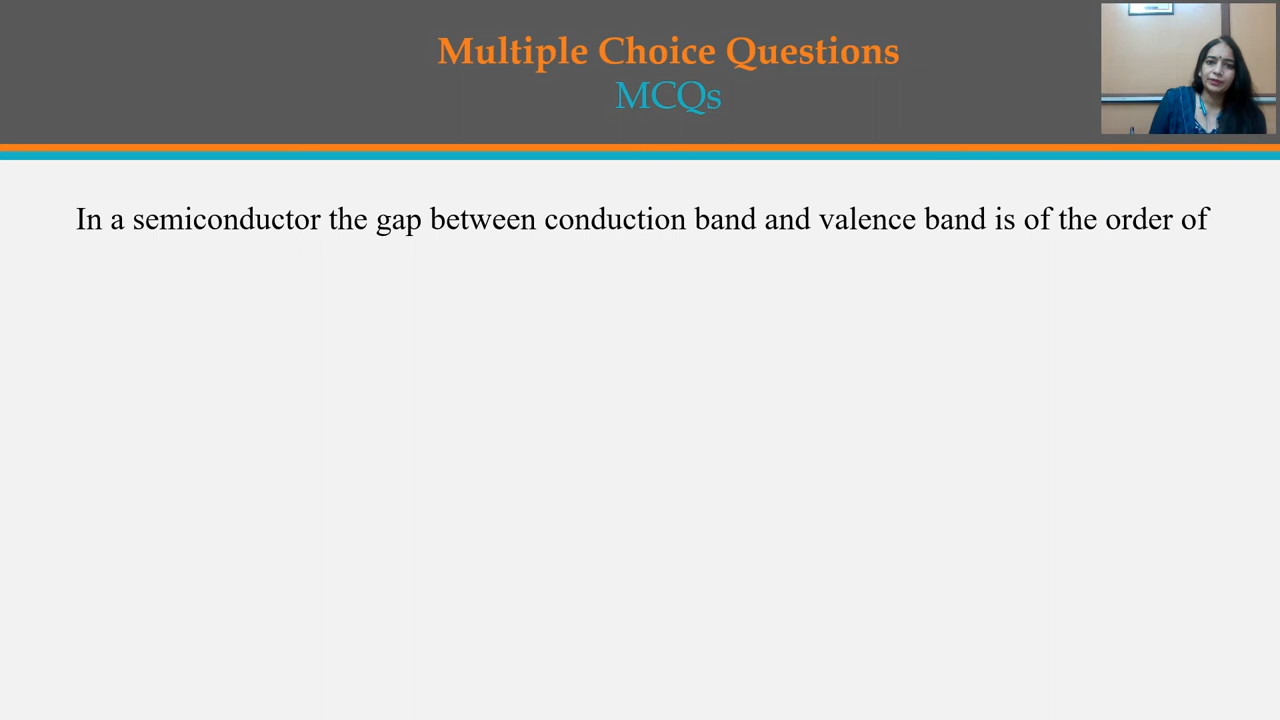 Multiple Choice Questions
MCQs
In a semiconductor the gap between conduction band and valence band is of the order of